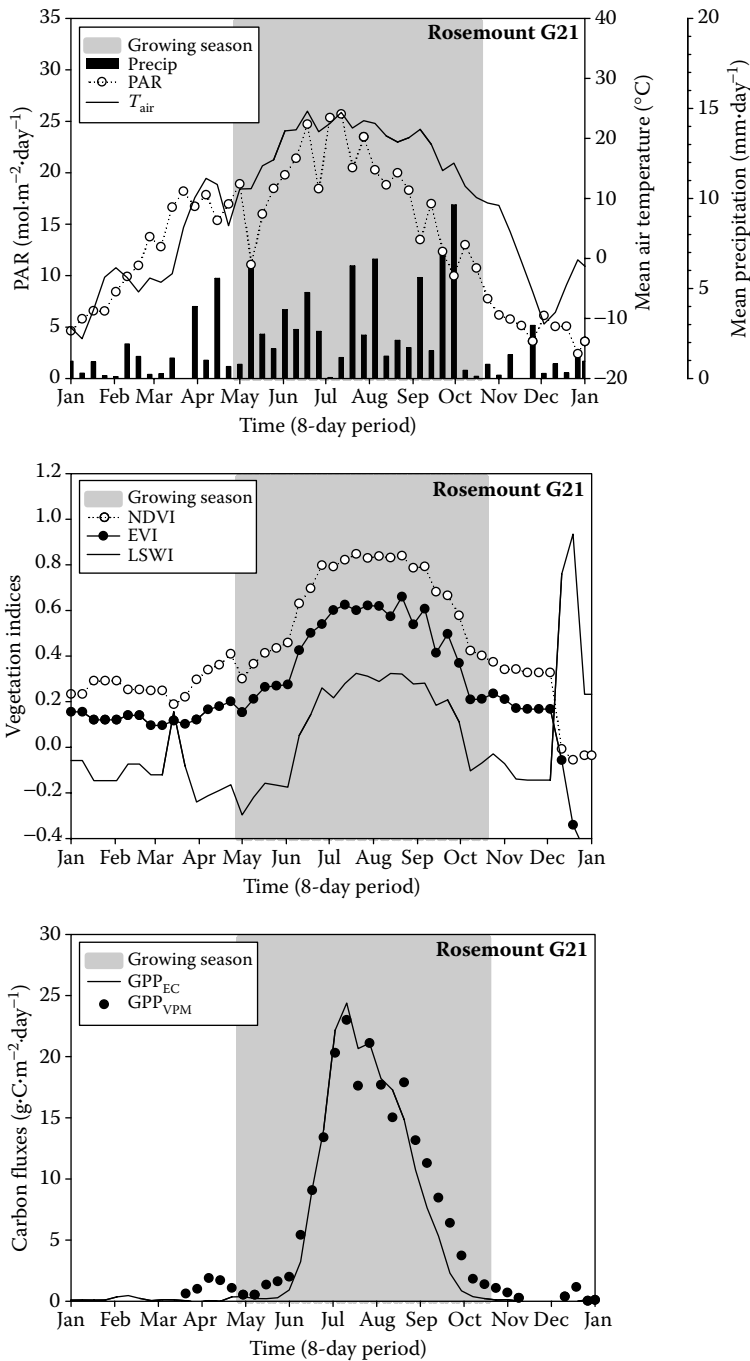 Rosemount G21
Growing season
Precip
PAR
T_air
35
30
25
20
15
10
5
0
PAR (mol·m⁻²·day⁻¹)
40
30
20
10
0
−10
−20
Mean air temperature (°C)
20
15
10
5
0
Mean precipitation (mm·day⁻¹)
Jan Feb Mar Apr May Jun Jul Aug Sep Oct Nov Dec Jan
Time (8-day period)
Rosemount G21
Growing season
NDVI
EVI
LSWI
1.2
1.0
0.8
0.6
0.4
0.2
0.0
−0.2
−0.4
Vegetation indices
Jan Feb Mar Apr May Jun Jul Aug Sep Oct Nov Dec Jan
Time (8-day period)
Rosemount G21
Growing season
GPP_EC
GPP_VPM
30
25
20
15
10
5
0
Carbon fluxes (g·C·m⁻²·day⁻¹)
Jan Feb Mar Apr May Jun Jul Aug Sep Oct Nov Dec Jan
Time (8-day period)